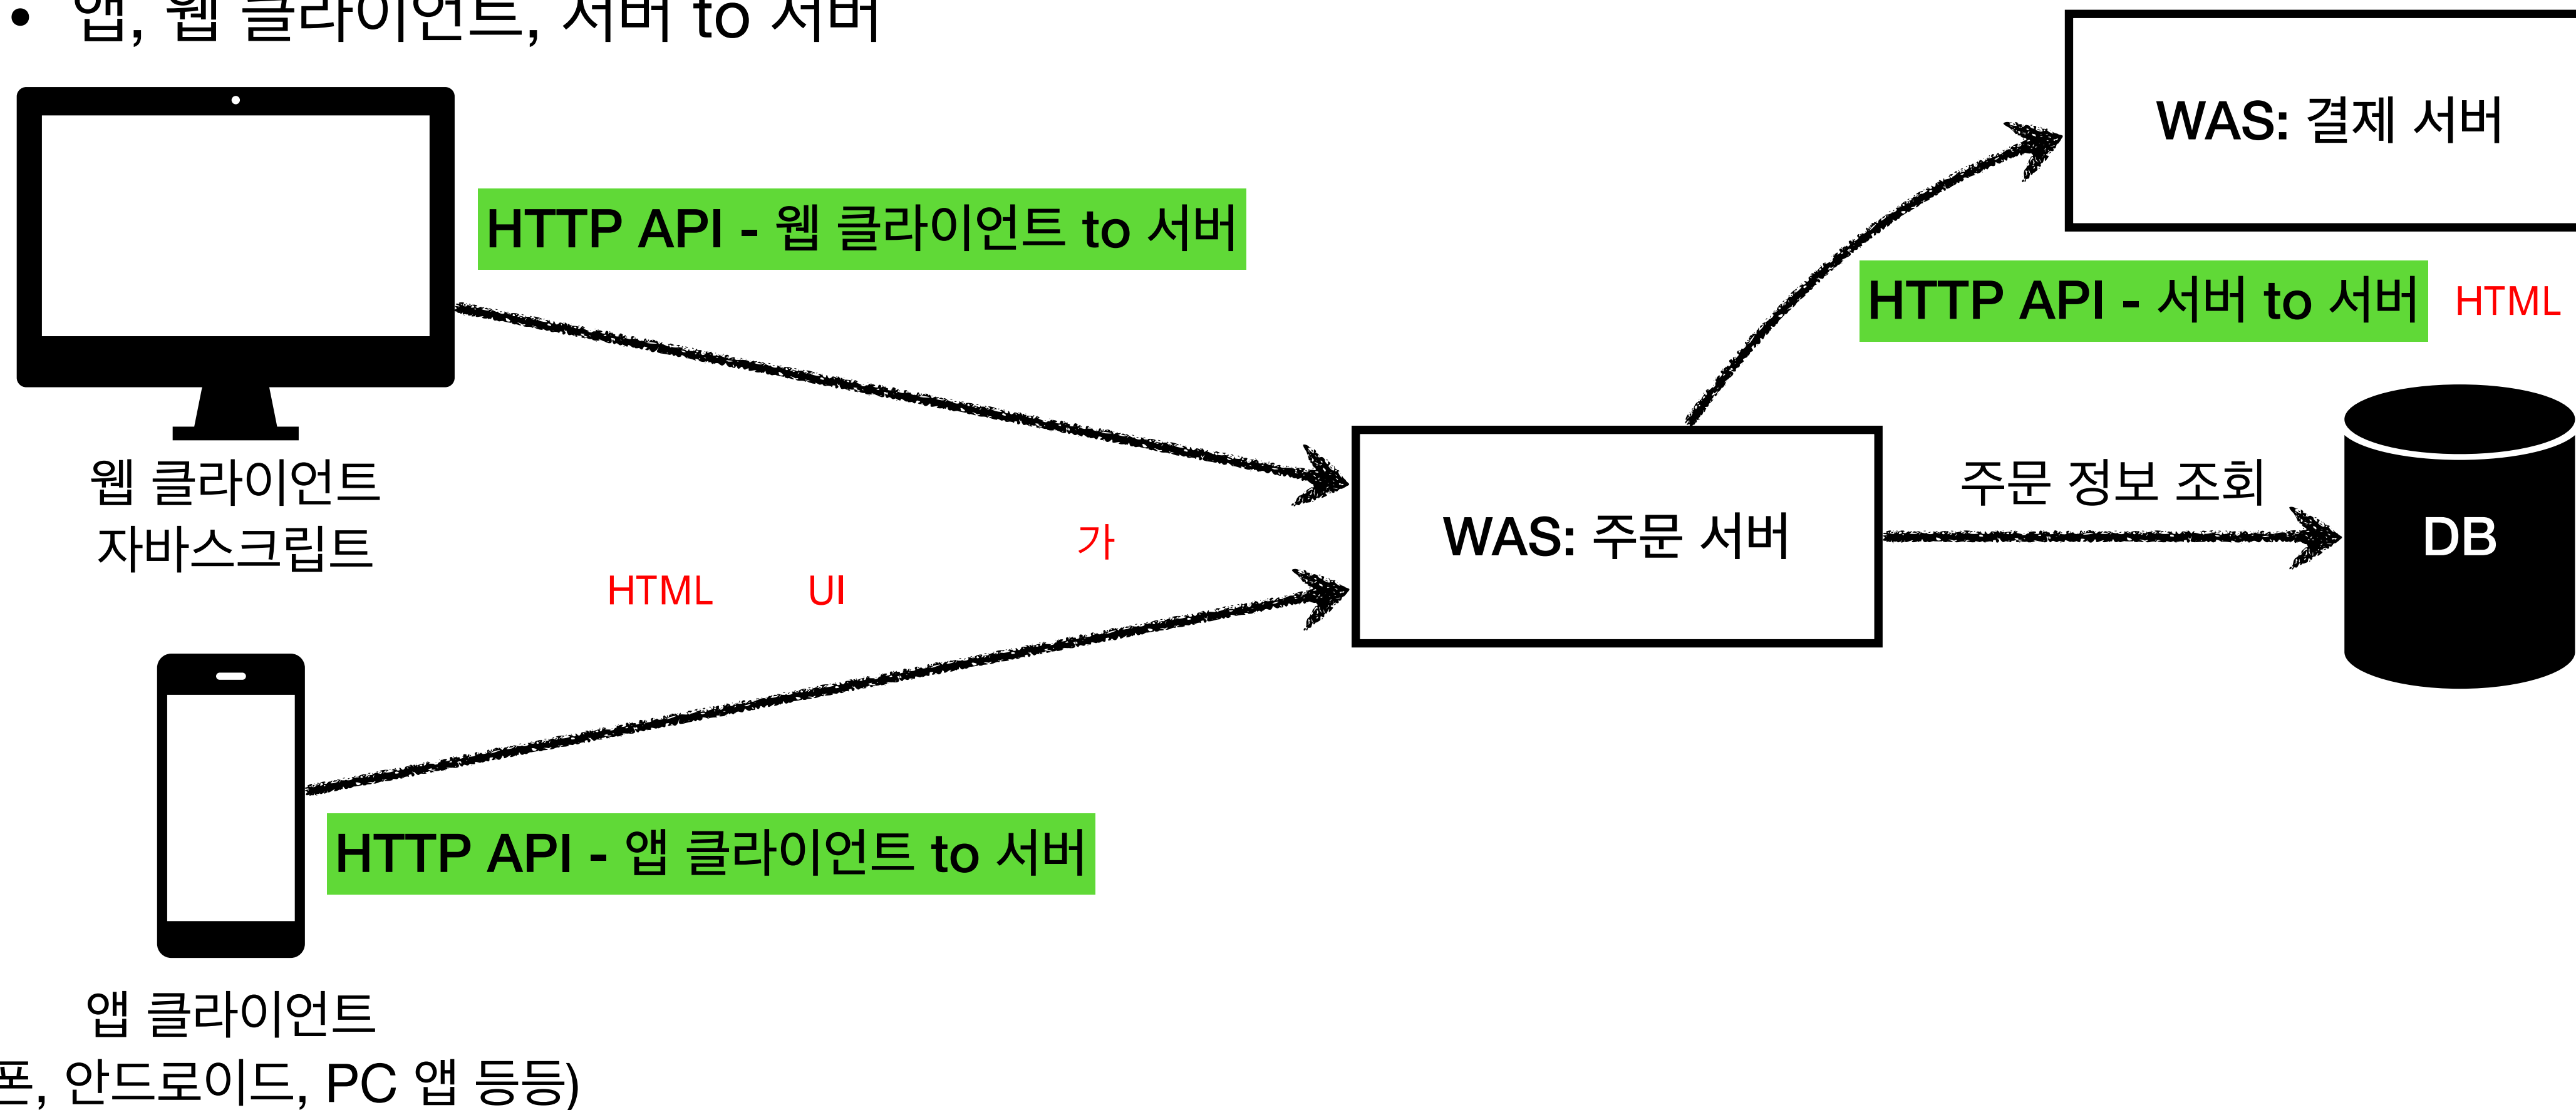 • 앱, 웹 클라이언트, 서버 to 서버
WAS: 결제 서버
HTTP API - 웹 클라이언트 to 서버
HTTP API - 서버 to 서버 HTML
웹 클라이언트
자바스크립트
주문 정보 조회
WAS: 주문 서버
DB
가
HTML UI
HTTP API - 앱 클라이언트 to 서버
앱 클라이언트
폰, 안드로이드, PC 앱 등등)